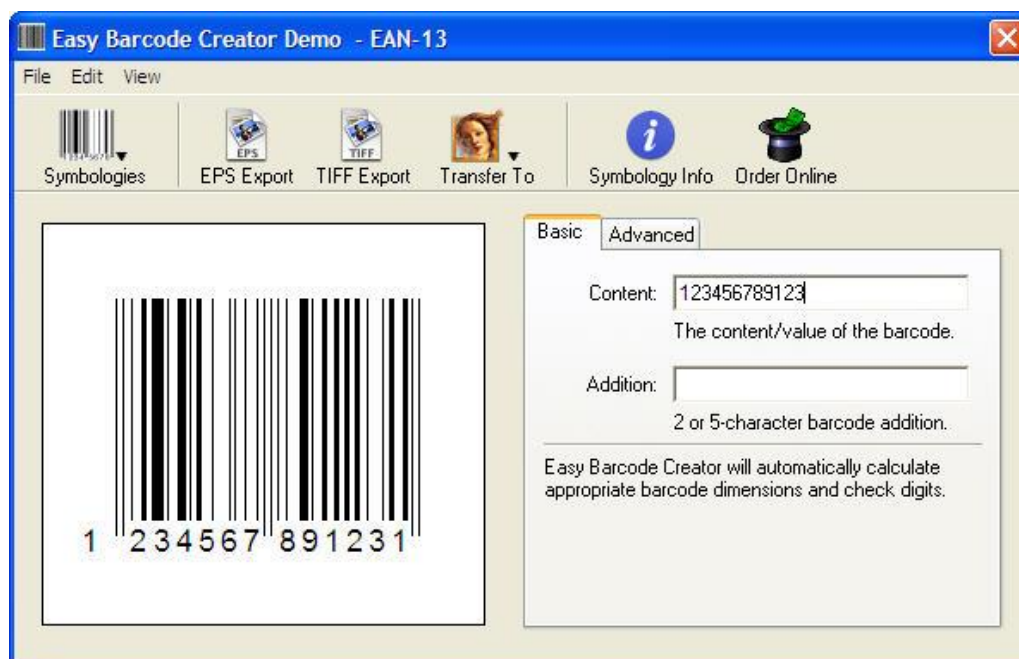 Easy Barcode Creator Demo - EAN-13
File Edit View
EPS TIFF
Symbologies EPS Export TIFF Export Transfer To Symbology Info Order Online
Basic Advanced
Content: 123456789123
The content/value of the barcode.
Addition:
2 or 5-character barcode addition.
Easy Barcode Creator will automatically calculate
appropriate barcode dimensions and check digits.
1 234567 891231